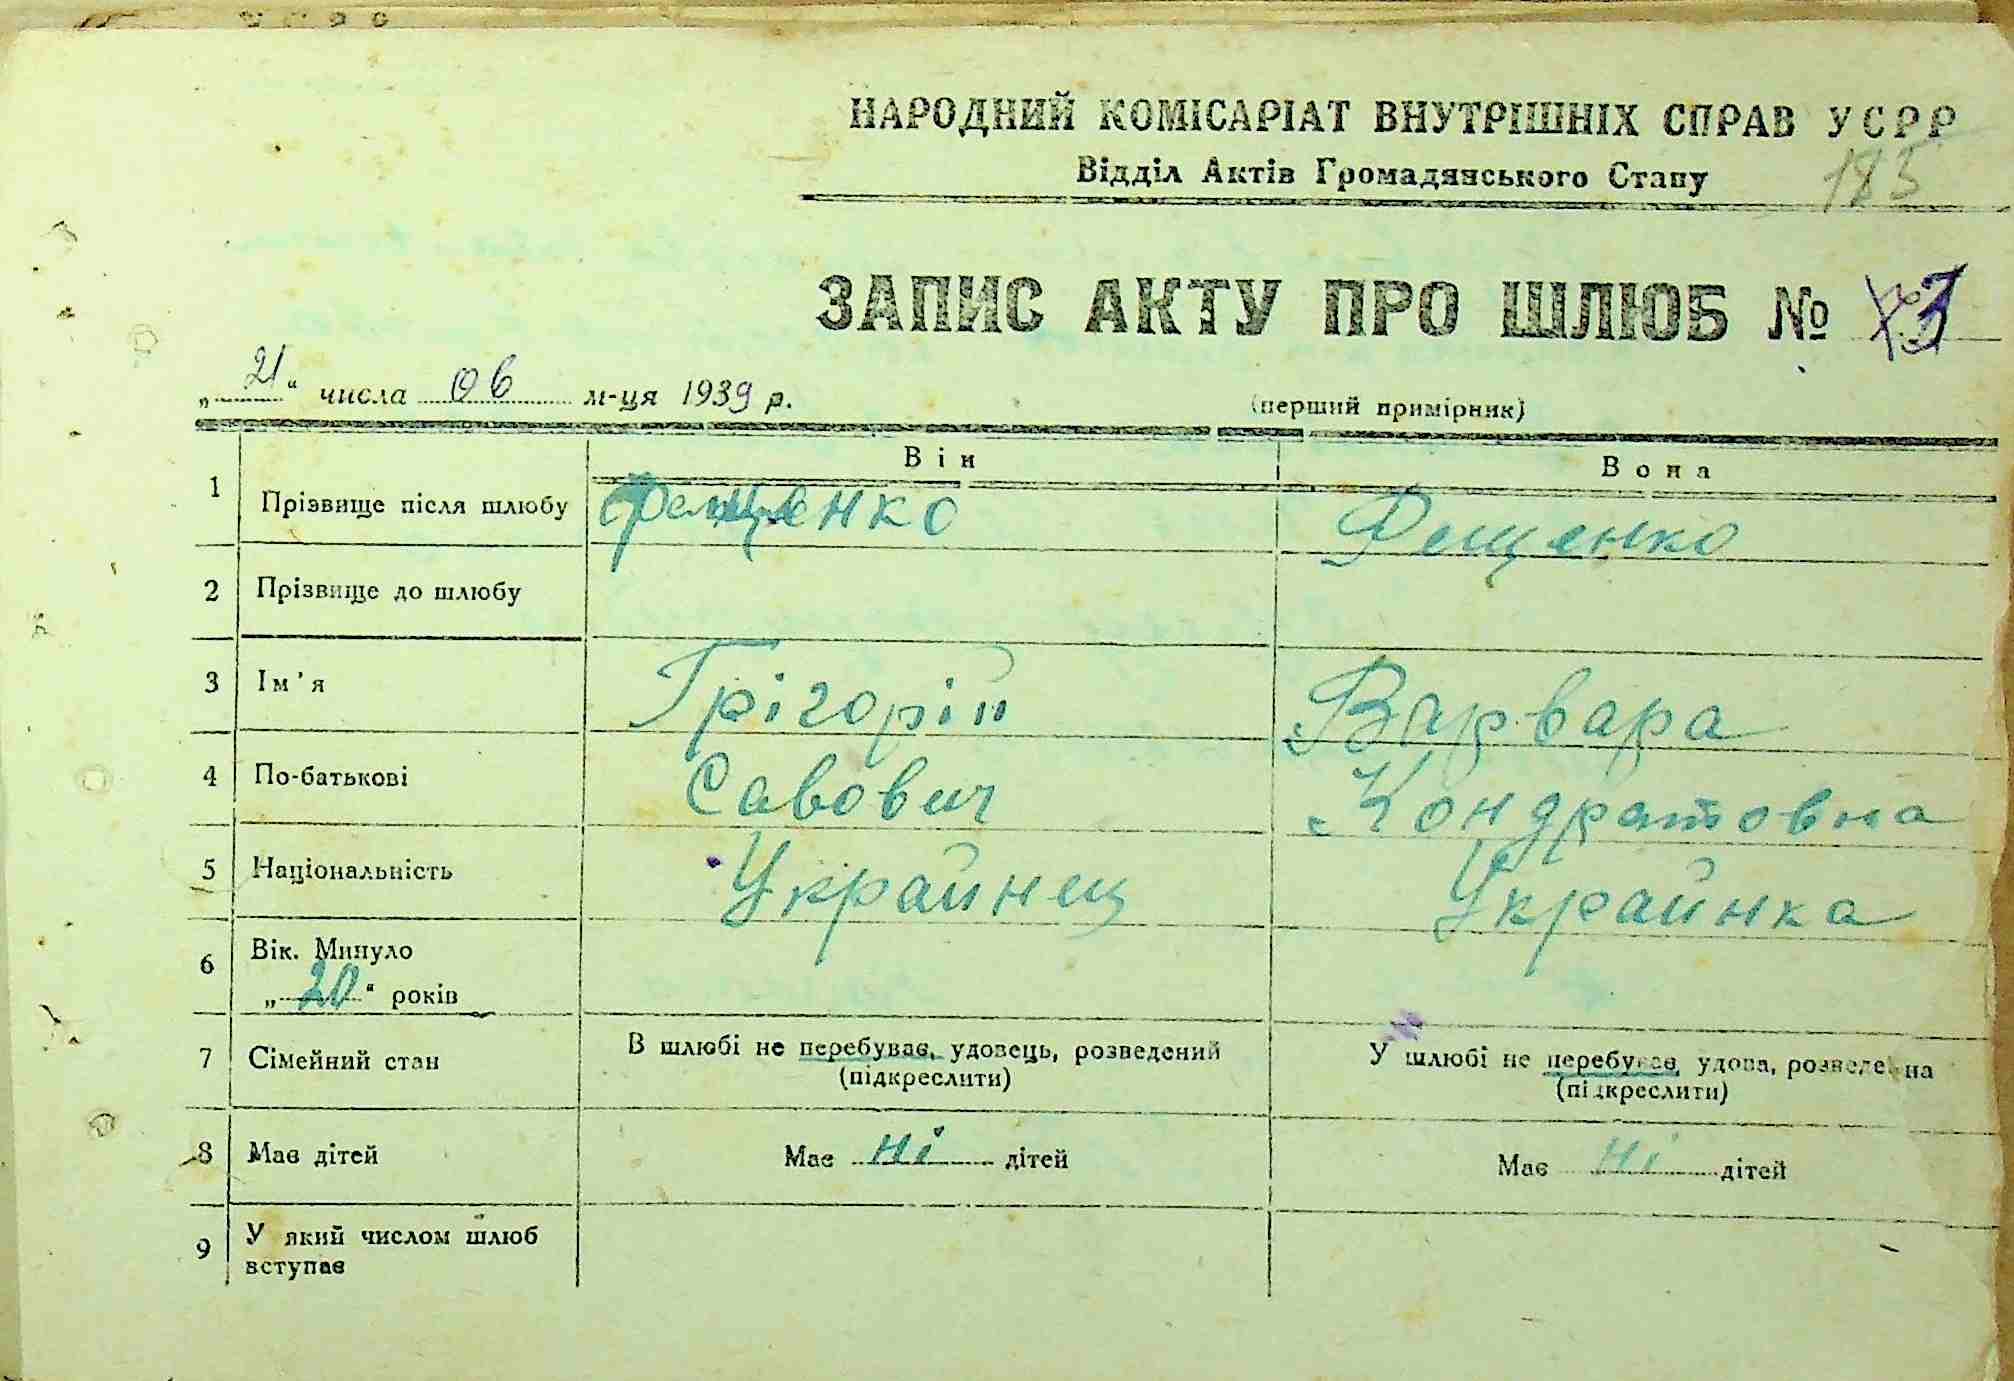 НАРОДНИЙ КОМІСАРІАТ ВНУТРІШНІХ СПРАВ УСРР
Відділ Актів Громадянського Стану
185
ЗАПИС АКТУ ПРО ШЛЮБ №
„21“ числа 06 м-ця 1939 р.
(перший примірник)
Він
Вона
1 Прізвище після шлюбу Фещенко Фещенко
2 Прізвище до шлюбу
3 Ім'я Грігорій Варвара
4 По-батькові Савович Кондратовна
5 Національність Украйнец Украйнка
6 Вік. Минуло
„20“ років
7 Сімейний стан В шлюбі не перебуває, удовець, розведений У шлюбі не перебуває, удова, розведена
(підкреслити) (підкреслити)
8 Має дітей Має ні дітей Має ні дітей
9 У який числом шлюб
вступає